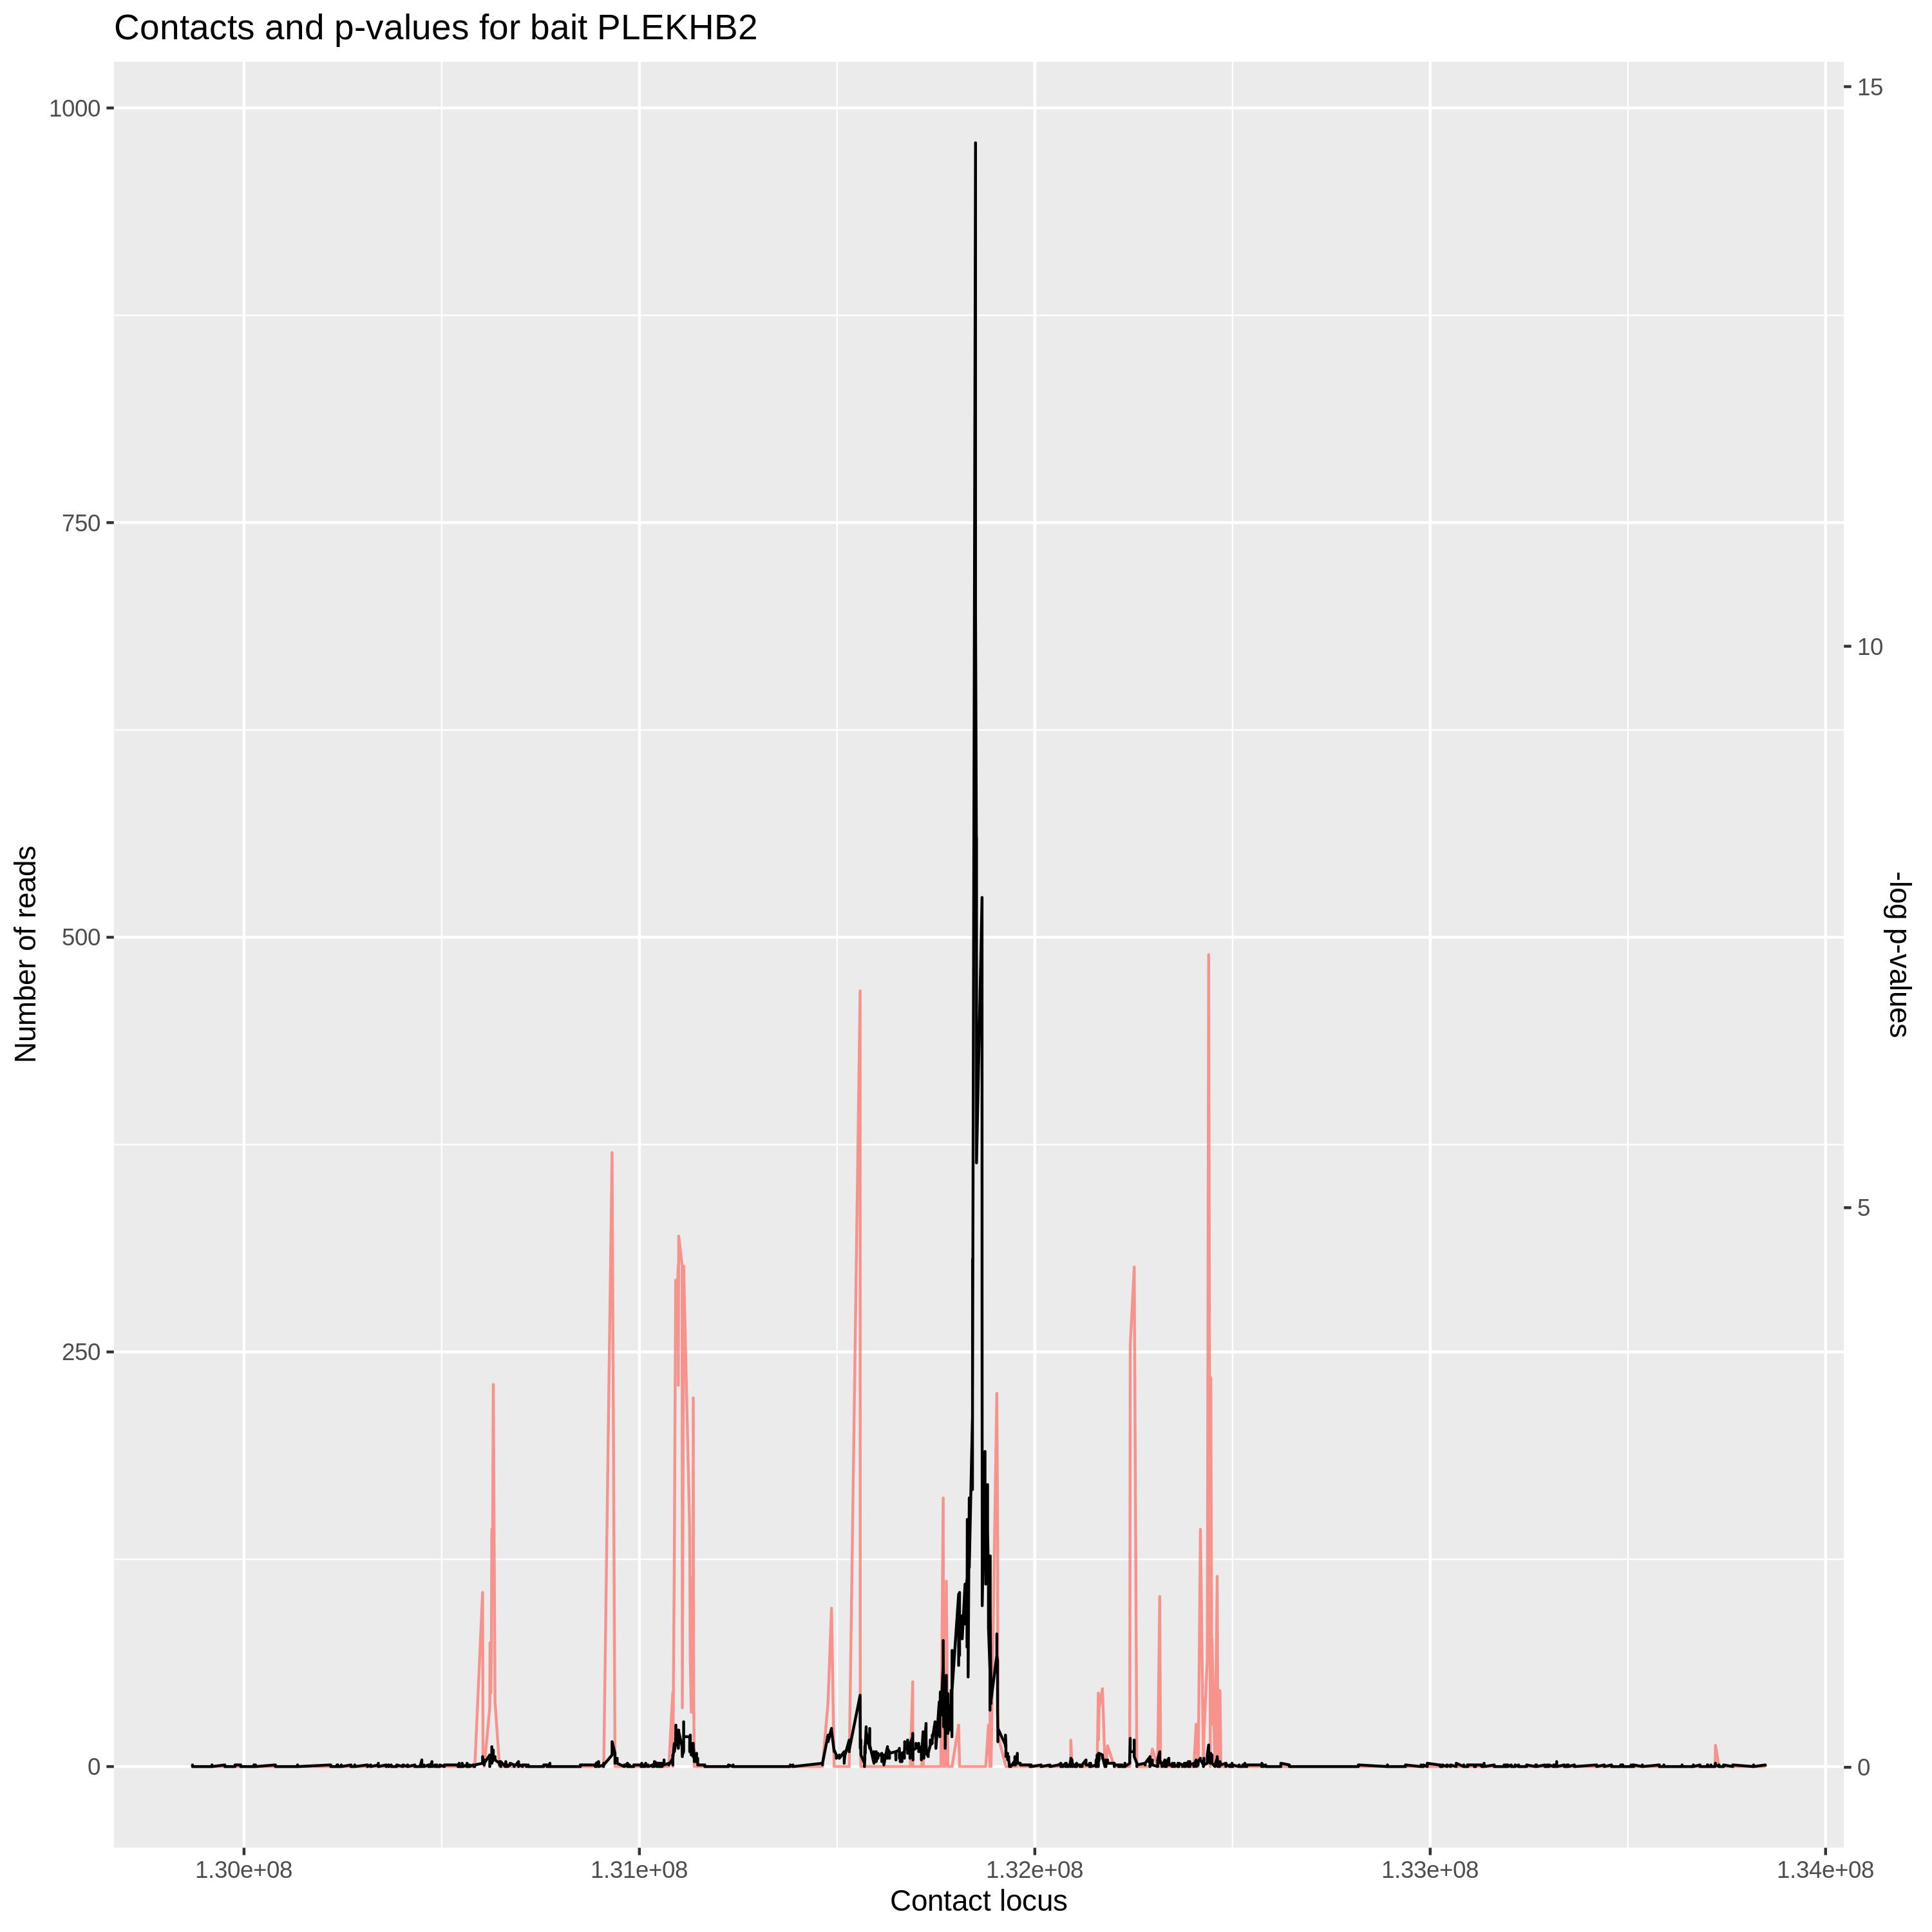 Contacts and p-values for bait PLEKHB2
Number of reads
1000
750
500
250
0
15
10
5
0
-log p-values
1.30e+08
1.31e+08
1.32e+08
1.33e+08
1.34e+08
Contact locus